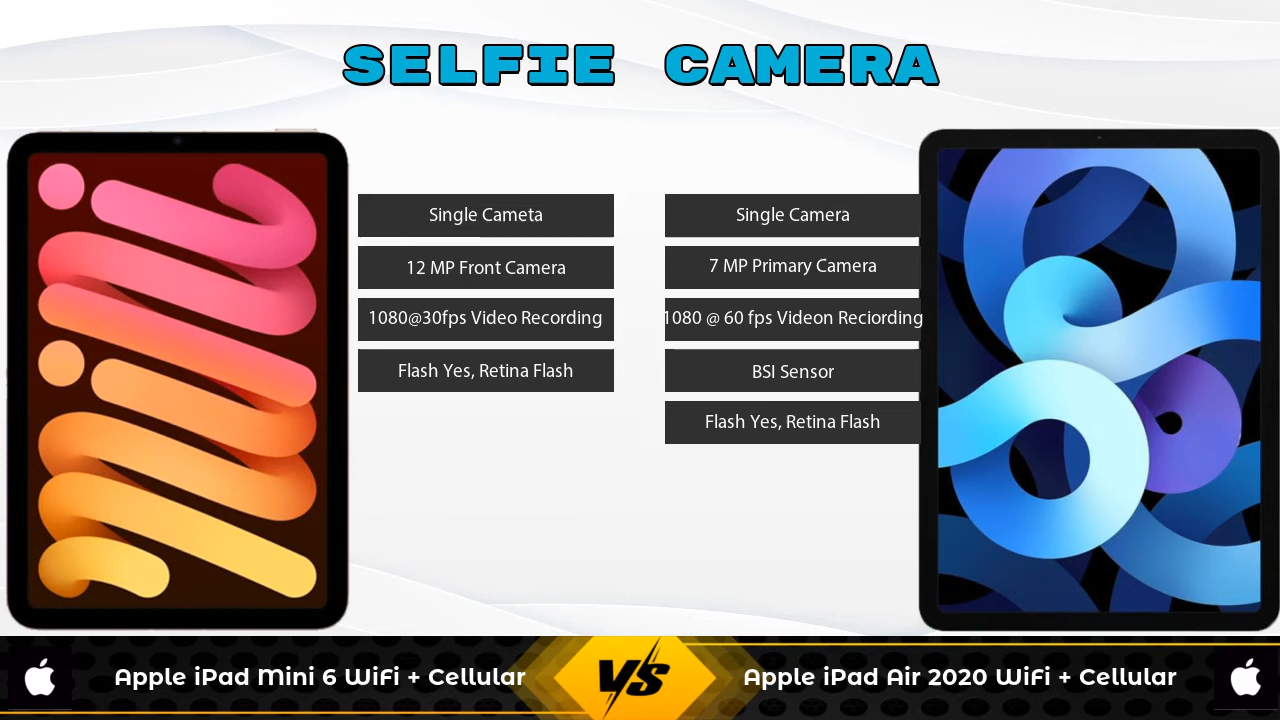 SELFIE CAMERA
Single Cameta
12 MP Front Camera
1080@30fps Video Recording
Flash Yes, Retina Flash
Single Camera
7 MP Primary Camera
1080 @ 60 fps Videon Reciording
BSI Sensor
Flash Yes, Retina Flash
Apple iPad Mini 6 WiFi + Cellular
VS
Apple iPad Air 2020 WiFi + Cellular